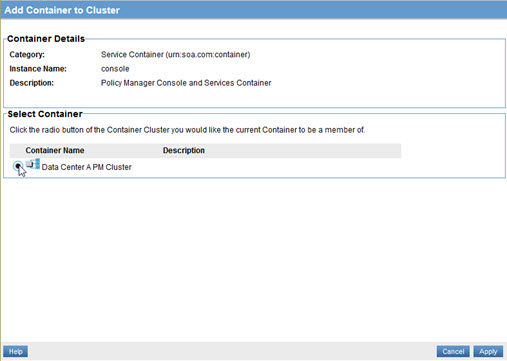 Add Container to Cluster
Container Details
Category: Service Container (urn:soa.com:container)
Instance Name: console
Description: Policy Manager Console and Services Container
Select Container
Click the radio button of the Container Cluster you would like the current Container to be a member of.
Container Name Description
Data Center A PM Cluster
Help Cancel Apply